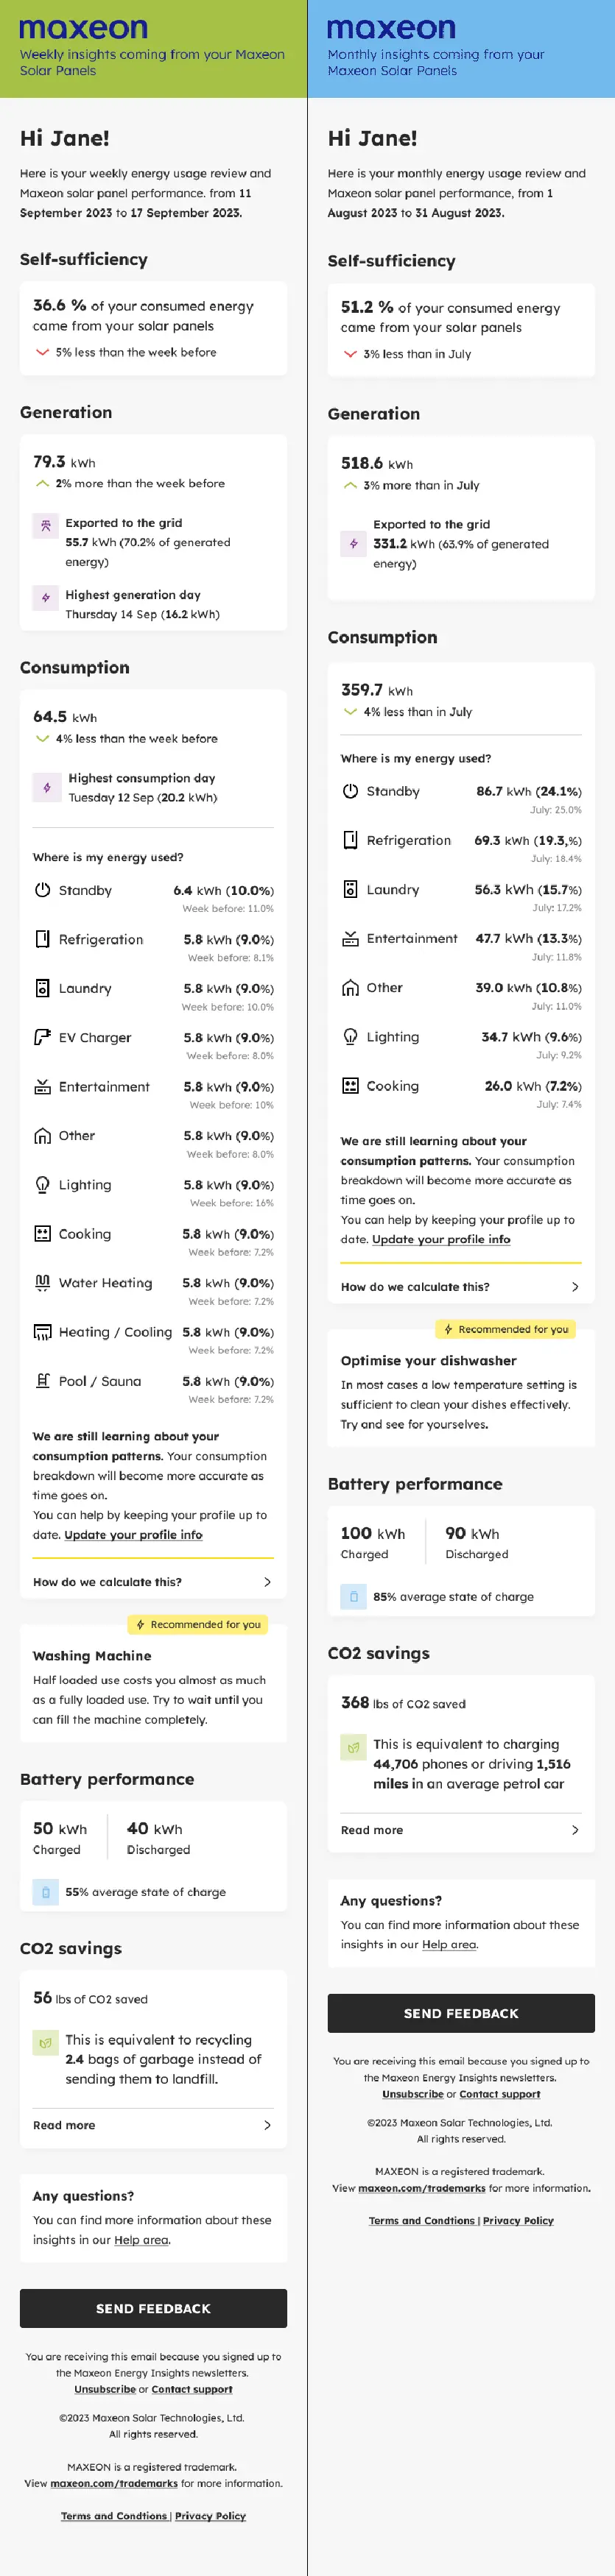 maxeon
Weekly insights coming from your Maxeon
Solar Panels
Hi Jane!
Here is your weekly energy usage review and
Maxeon solar panel performance. from 11
September 2023 to 17 September 2023.
Self-sufficiency
36.6 % of your consumed energy
came from your solar panels
5% less than the week before
Generation
79.3 kWh
2% more than the week before
Exported to the grid
55.7 kWh (70.2% of generated
energy)
Highest generation day
Thursday 14 Sep (16.2 kWh)
Consumption
64.5 kWh
4% less than the week before
Highest consumption day
Tuesday 12 Sep (20.2 kWh)
Where is my energy used?
Standby 6.4 kWh (10.0%)
Week before: 11.0%
Refrigeration 5.8 kWh (9.0%)
Week before: 8.1%
Laundry 5.8 kWh (9.0%)
Week before: 10.0%
EV Charger 5.8 kWh (9.0%)
Week before: 8.0%
Entertainment 5.8 kWh (9.0%)
Week before: 10%
Other 5.8 kWh (9.0%)
Week before: 8.0%
Lighting 5.8 kWh (9.0%)
Week before: 16%
Cooking 5.8 kWh (9.0%)
Week before: 7.2%
Water Heating 5.8 kWh (9.0%)
Week before: 7.2%
Heating / Cooling 5.8 kWh (9.0%)
Week before: 7.2%
Pool / Sauna 5.8 kWh (9.0%)
Week before: 7.2%
We are still learning about your
consumption patterns. Your consumption
breakdown will become more accurate as
time goes on.
You can help by keeping your profile up to
date. Update your profile info
How do we calculate this?
Recommended for you
Washing Machine
Half loaded use costs you almost as much
as a fully loaded use. Try to wait until you
can fill the machine completely.
Battery performance
50 kWh 40 kWh
Charged Discharged
55% average state of charge
CO2 savings
56 lbs of CO2 saved
This is equivalent to recycling
2.4 bags of garbage instead of
sending them to landfill.
Read more
Any questions?
You can find more information about these
insights in our Help area.
SEND FEEDBACK
You are receiving this email because you signed up to
the Maxeon Energy Insights newsletters.
Unsubscribe or Contact support
©2023 Maxeon Solar Technologies, Ltd.
All rights reserved.
MAXEON is a registered trademark.
View maxeon.com/trademarks for more information.
Terms and Condtions | Privacy Policy
maxeon
Monthly insights coming from your
Maxeon Solar Panels
Hi Jane!
Here is your monthly energy usage review and
Maxeon solar panel performance, from 1
August 2023 to 31 August 2023.
Self-sufficiency
51.2 % of your consumed energy
came from your solar panels
3% less than in July
Generation
518.6 kWh
3% more than in July
Exported to the grid
331.2 kWh (63.9% of generated
energy)
Consumption
359.7 kWh
4% less than in July
Where is my energy used?
Standby 86.7 kWh (24.1%)
July: 25.0%
Refrigeration 69.3 kWh (19.3,%)
July: 18.4%
Laundry 56.3 kWh (15.7%)
July: 17.2%
Entertainment 47.7 kWh (13.3%)
July: 11.8%
Other 39.0 kWh (10.8%)
July: 11.0%
Lighting 34.7 kWh (9.6%)
July: 9.2%
Cooking 26.0 kWh (7.2%)
July: 7.4%
We are still learning about your
consumption patterns. Your consumption
breakdown will become more accurate as
time goes on.
You can help by keeping your profile up to
date. Update your profile info
How do we calculate this?
Recommended for you
Optimise your dishwasher
In most cases a low temperature setting is
sufficient to clean your dishes effectively.
Try and see for yourselves.
Battery performance
100 kWh 90 kWh
Charged Discharged
85% average state of charge
CO2 savings
368 lbs of CO2 saved
This is equivalent to charging
44,706 phones or driving 1,516
miles in an average petrol car
Read more
Any questions?
You can find more information about these
insights in our Help area.
SEND FEEDBACK
You are receiving this email because you signed up to
the Maxeon Energy Insights newsletters.
Unsubscribe or Contact support
©2023 Maxeon Solar Technologies, Ltd.
All rights reserved.
MAXEON is a registered trademark.
View maxeon.com/trademarks for more information.
Terms and Condtions | Privacy Policy